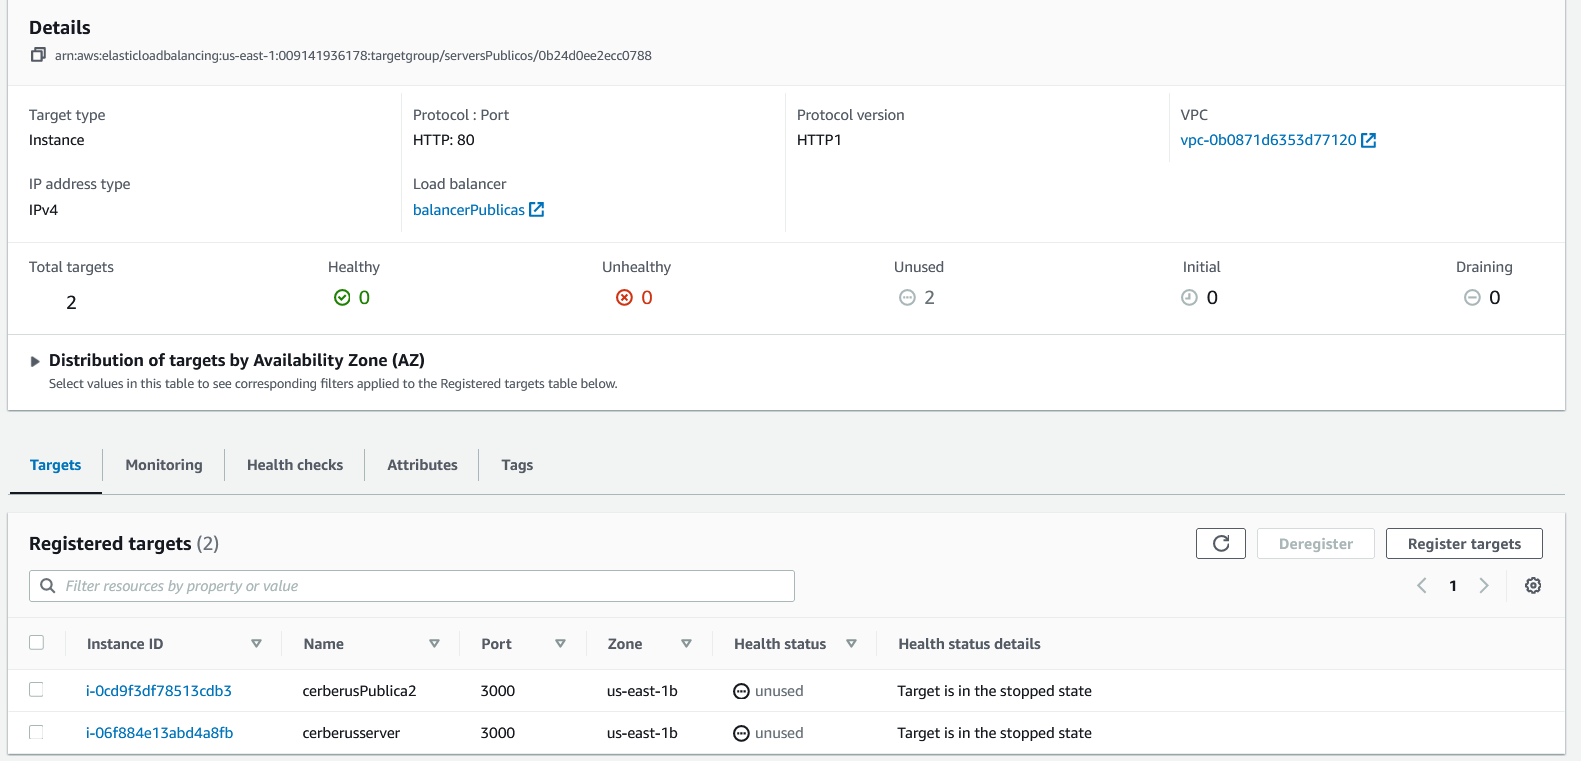 Details
arn:aws:elasticloadbalancing:us-east-1:009141936178:targetgroup/serversPublicos/0b24d0ee2ecc0788
Target type
Instance
Protocol : Port
HTTP: 80
Protocol version
HTTP1
VPC
vpc-0b0871d6353d77120
IP address type
IPv4
Load balancer
balancerPublicas
Total targets
2
Healthy
0
Unhealthy
0
Unused
2
Initial
0
Draining
0
Distribution of targets by Availability Zone (AZ)
Select values in this table to see corresponding filters applied to the Registered targets table below.
Targets Monitoring Health checks Attributes Tags
Registered targets (2)
Deregister
Register targets
Filter resources by property or value
1
Instance ID Name Port Zone Health status Health status details
i-0cd9f3df78513cdb3 cerberusPublica2 3000 us-east-1b unused Target is in the stopped state
i-06f884e13abd4a8fb cerberusserver 3000 us-east-1b unused Target is in the stopped state